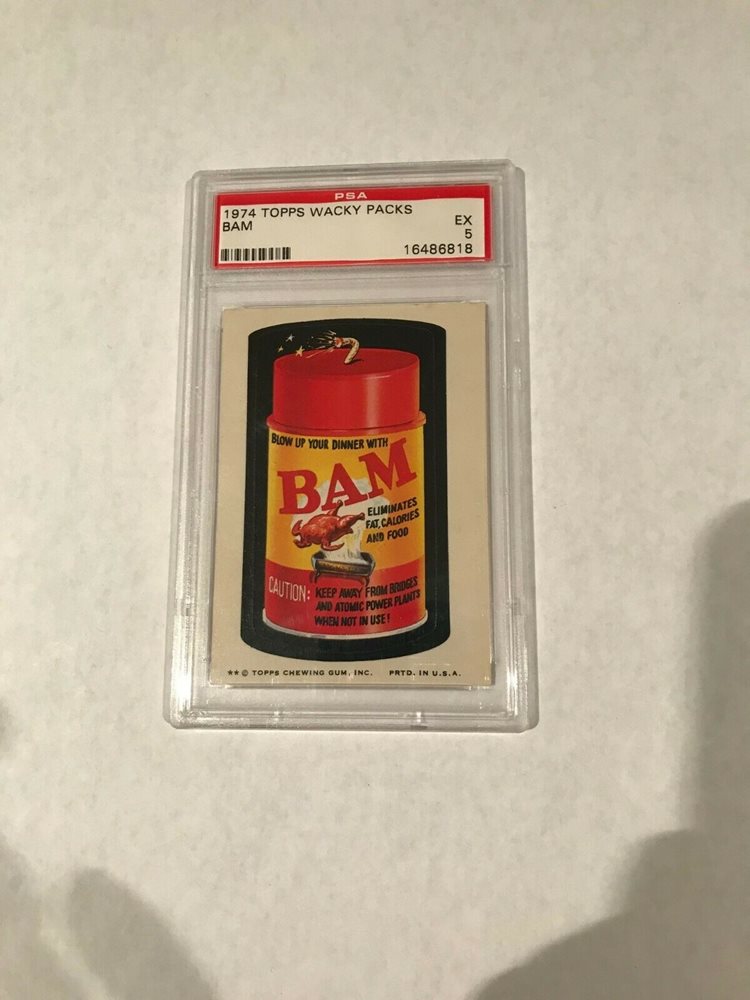 PSA
1974 TOPPS WACKY PACKS
BAM
EX
5
16486818
BLOW UP YOUR DINNER WITH
BAM
ELIMINATES
FAT, CALORIES
AND FOOD
CAUTION: KEEP AWAY FROM BRIDGES
AND ATOMIC POWER PLANTS
WHEN NOT IN USE!
★★ © TOPPS CHEWING GUM, INC. PRTD. IN U.S.A.